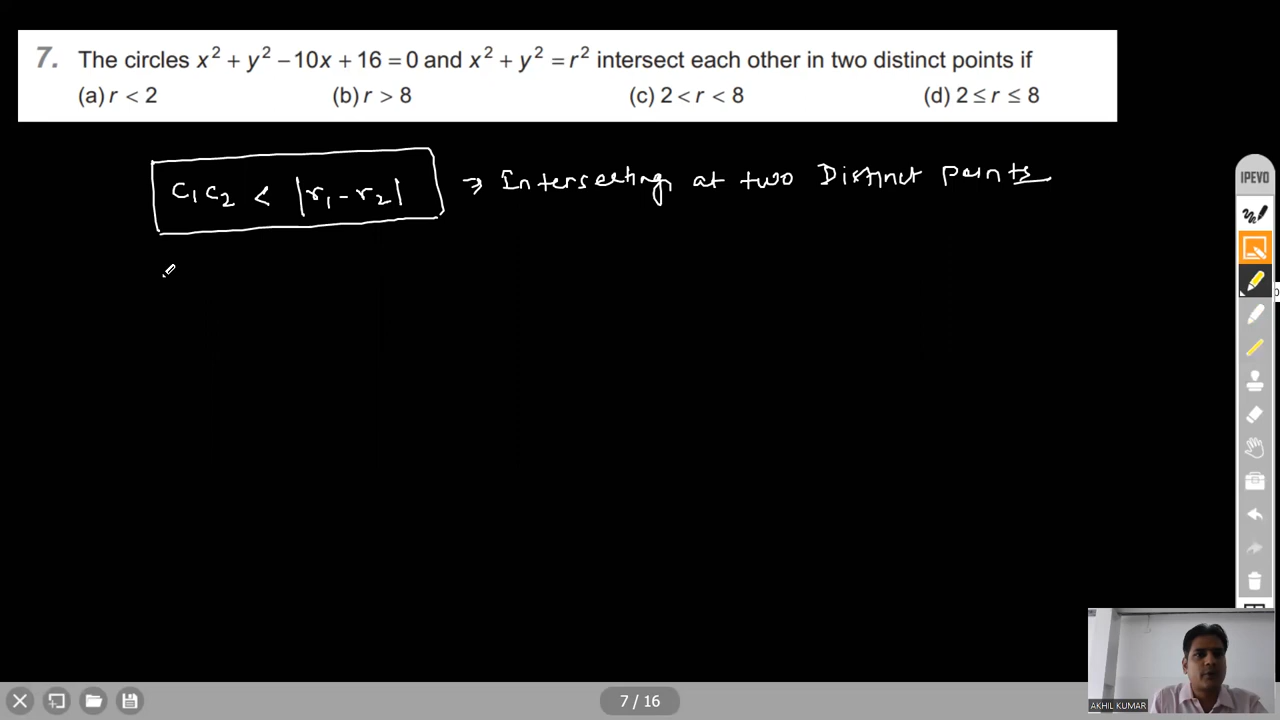 7. The circles x² + y² − 10x + 16 = 0 and x² + y² = r² intersect each other in two distinct points if
(a) r < 2 (b) r > 8 (c) 2 < r < 8 (d) 2 ≤ r ≤ 8
C₁C₂ < |r₁ - r₂| ⇒ Intersecting at two Distinct points
IPEVO
7 / 16
AKHIL KUMAR